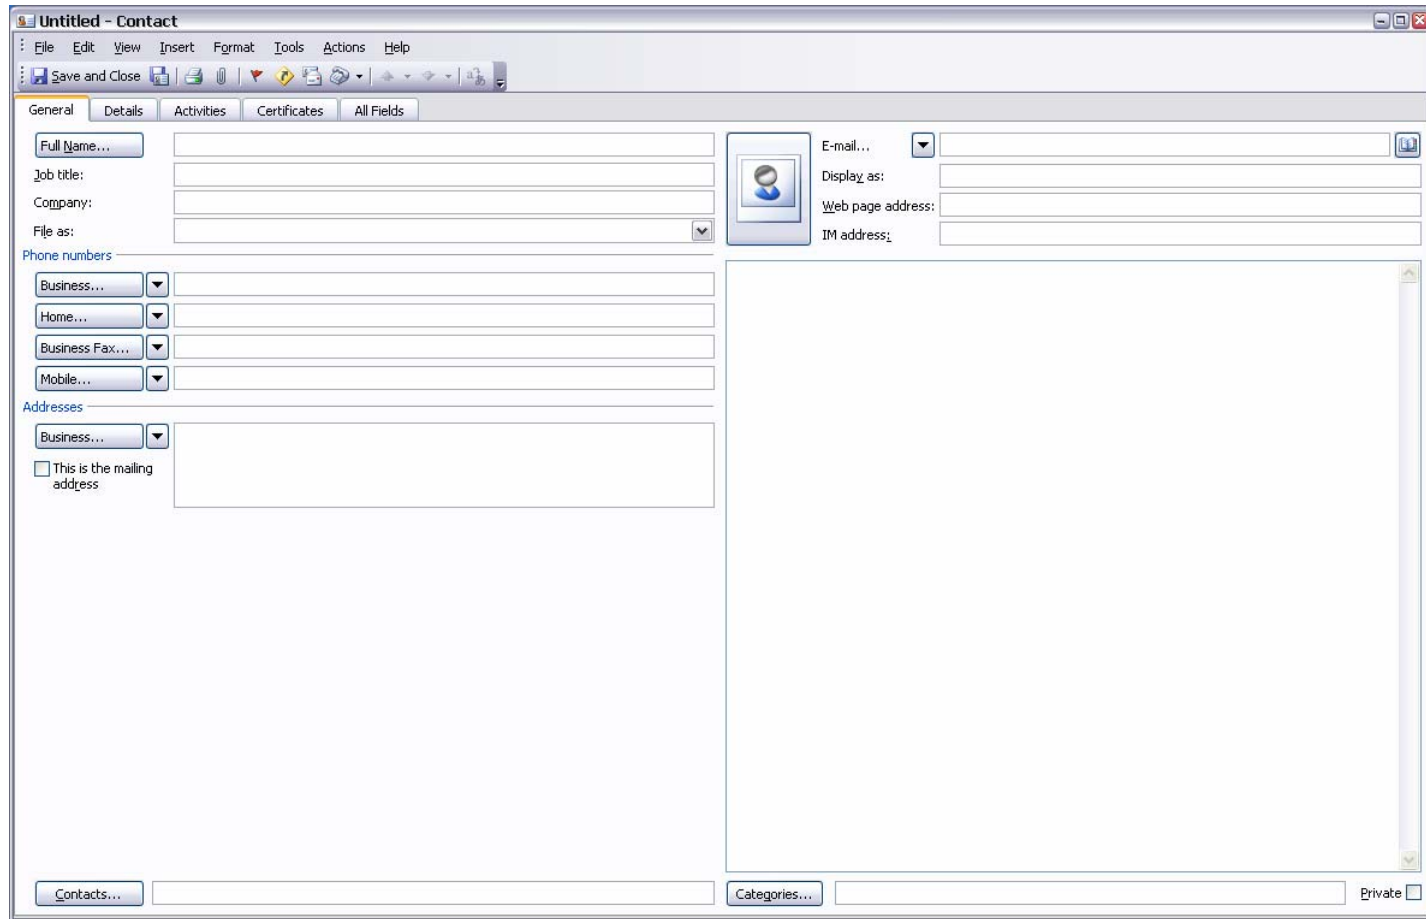 Untitled - Contact
File Edit View Insert Format Tools Actions Help
Save and Close
General Details Activities Certificates All Fields
Full Name...
Job title:
Company:
File as:
E-mail...
Display as:
Web page address:
IM address:
Phone numbers
Business...
Home...
Business Fax...
Mobile...
Addresses
Business...
This is the mailing
address
Contacts...
Categories...
Private